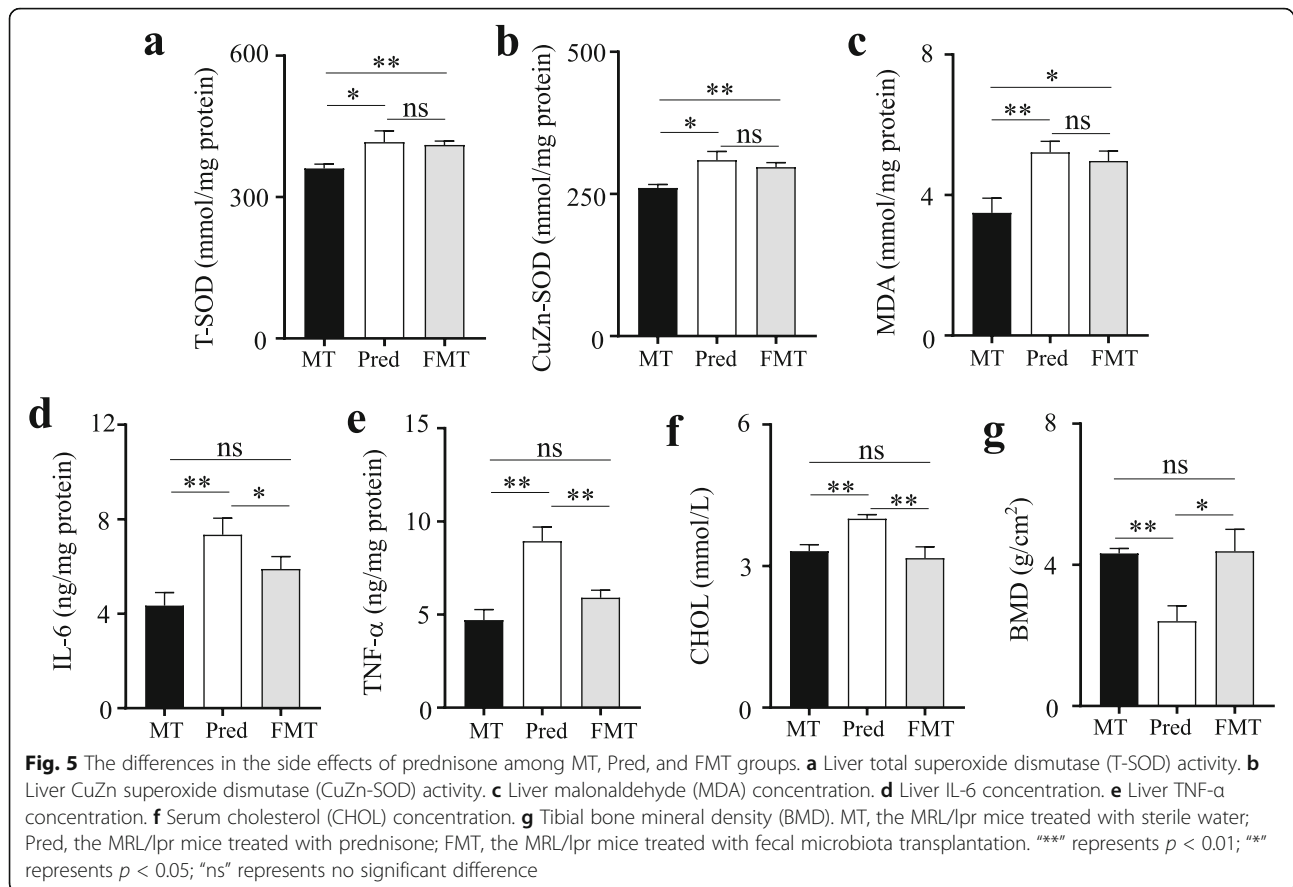 a
T-SOD (mmol/mg protein)
600
300
0
**
*
ns
MT Pred FMT
b
CuZn-SOD (mmol/mg protein)
500
250
0
**
*
ns
MT Pred FMT
c
MDA (mmol/mg protein)
8
4
0
*
**
ns
MT Pred FMT
d
IL-6 (ng/mg protein)
12
8
4
0
ns
**
*
MT Pred FMT
e
TNF-α (ng/mg protein)
15
10
5
0
ns
**
**
MT Pred FMT
f
CHOL (mmol/L)
6
3
0
ns
**
**
MT Pred FMT
g
BMD (g/cm²)
8
4
0
ns
**
*
MT Pred FMT
Fig. 5 The differences in the side effects of prednisone among MT, Pred, and FMT groups. a Liver total superoxide dismutase (T-SOD) activity. b
Liver CuZn superoxide dismutase (CuZn-SOD) activity. c Liver malonaldehyde (MDA) concentration. d Liver IL-6 concentration. e Liver TNF-α
concentration. f Serum cholesterol (CHOL) concentration. g Tibial bone mineral density (BMD). MT, the MRL/lpr mice treated with sterile water;
Pred, the MRL/lpr mice treated with prednisone; FMT, the MRL/lpr mice treated with fecal microbiota transplantation. “**” represents p < 0.01; “*”
represents p < 0.05; “ns” represents no significant difference